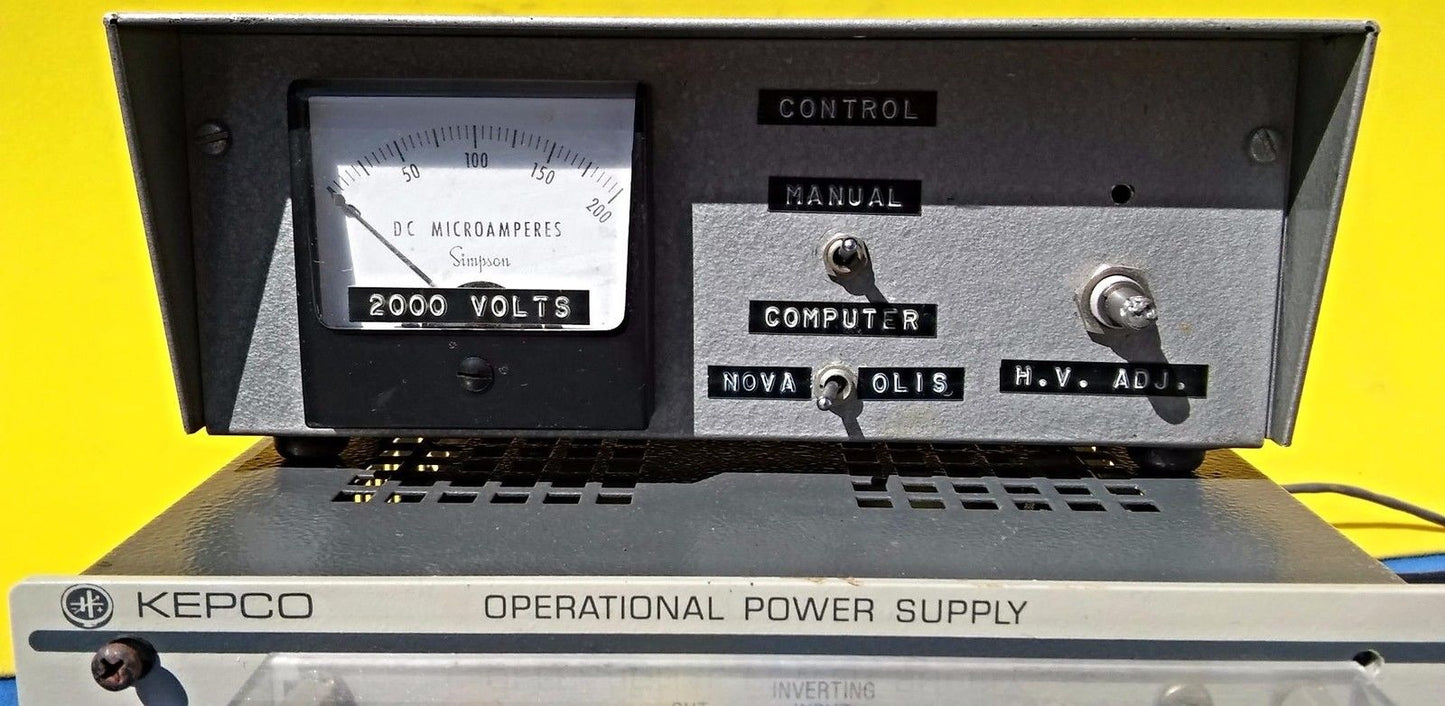 CONTROL
MANUAL
50 100 150 200
DC MICROAMPERES
Simpson
2000 VOLTS
COMPUTER
NOVA OLIS
H.V. ADJ.
KEPCO OPERATIONAL POWER SUPPLY
INVERTING